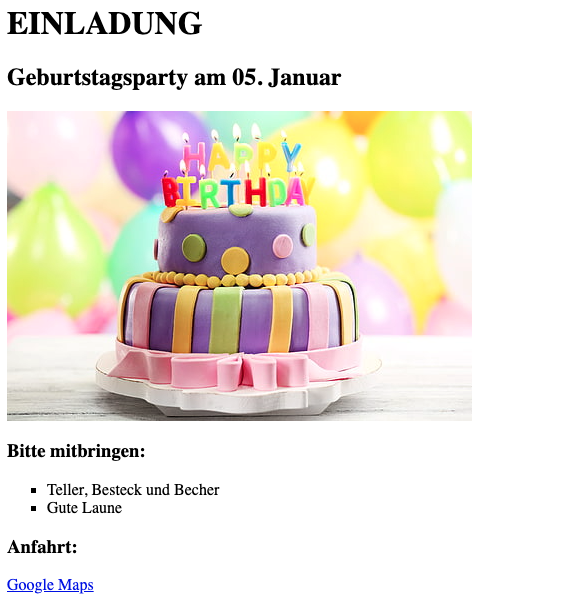 EINLADUNG
Geburtstagsparty am 05. Januar
HAPPY
BIRTHDAY
Bitte mitbringen:
Teller, Besteck und Becher
Gute Laune
Anfahrt:
Google Maps